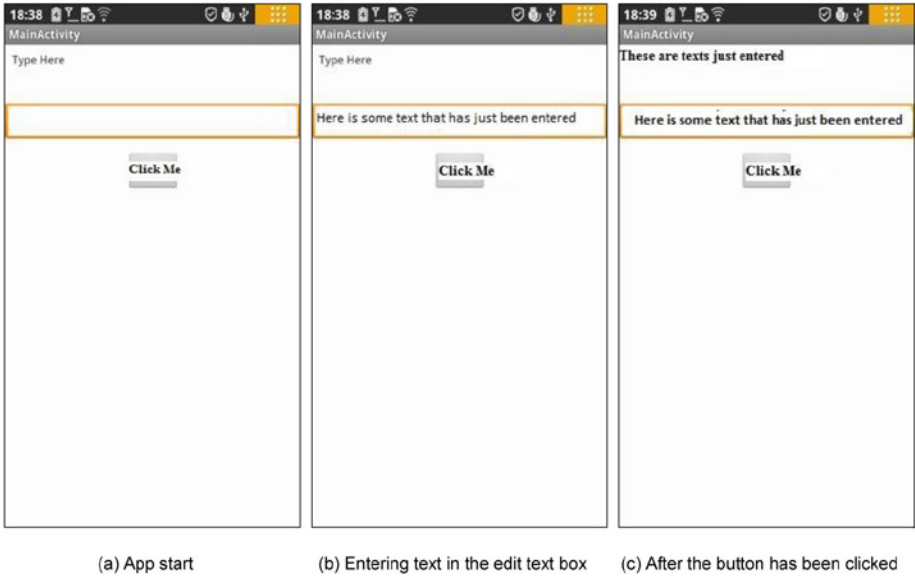 18:38
MainActivity
Type Here
Click Me
(a) App start
18:38
MainActivity
Type Here
Here is some text that has just been entered
Click Me
(b) Entering text in the edit text box
18:39
MainActivity
These are texts just entered
Here is some text that has just been entered
Click Me
(c) After the button has been clicked